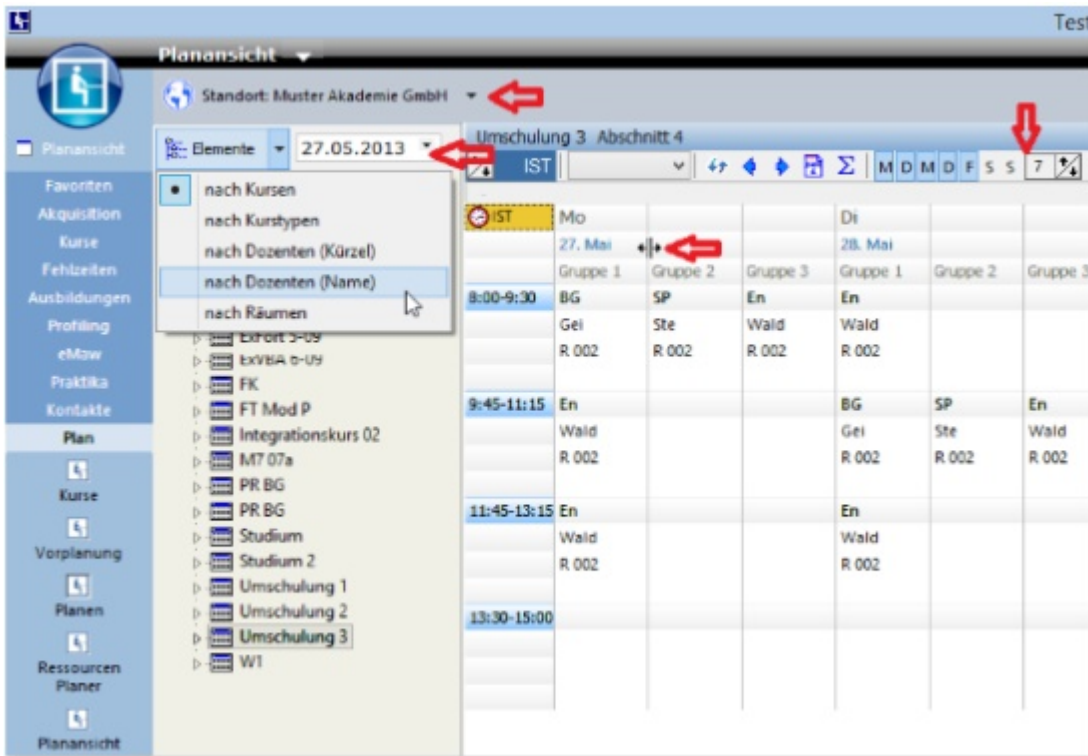 Test
Planansicht
Standort: Muster Akademie GmbH
Planansicht
Favoriten
Akquisition
Kurse
Fehlzeiten
Ausbildungen
Profiling
eMaw
Praktika
Kontakte
Plan
Kurse
Vorplanung
Planen
Ressourcen
Planer
Planansicht
Elemente 27.05.2013
nach Kursen
nach Kurstypen
nach Dozenten (Kürzel)
nach Dozenten (Name)
nach Räumen
ExFort 5-09
ExVBA 6-09
FK
FT Mod P
Integrationskurs 02
M7 07a
PR BG
PR BG
Studium
Studium 2
Umschulung 1
Umschulung 2
Umschulung 3
W1
Umschulung 3 Abschnitt 4
IST Σ M D M D F S S 7
IST Mo Di
27. Mai 28. Mai
Gruppe 1 Gruppe 2 Gruppe 3 Gruppe 1 Gruppe 2 Gruppe 3
8:00-9:30 BG SP En En
Gei Ste Wald Wald
R 002 R 002 R 002 R 002
9:45-11:15 En BG SP En
Wald Gei Ste Wald
R 002 R 002 R 002 R 002
11:45-13:15 En En
Wald Wald
R 002 R 002
13:30-15:00